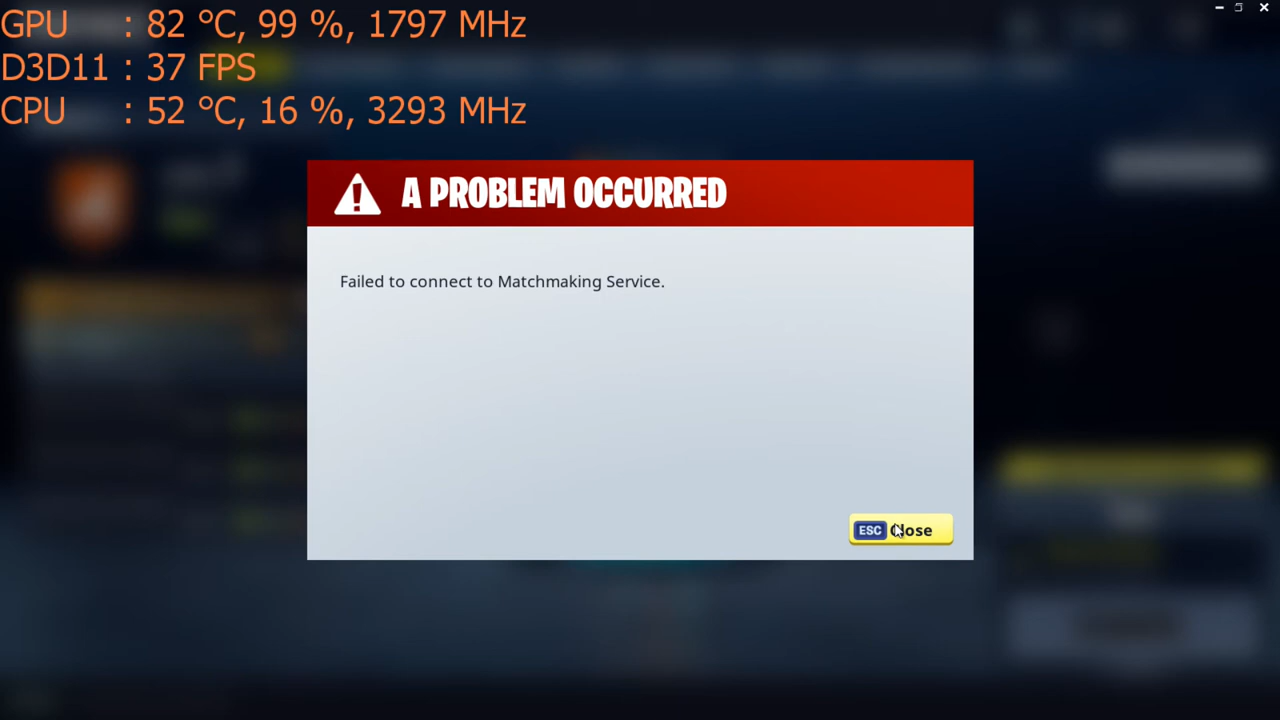 GPU : 82 °C, 99 %, 1797 MHz
D3D11 : 37 FPS
CPU : 52 °C, 16 %, 3293 MHz
A PROBLEM OCCURRED
Failed to connect to Matchmaking Service.
ESC Close